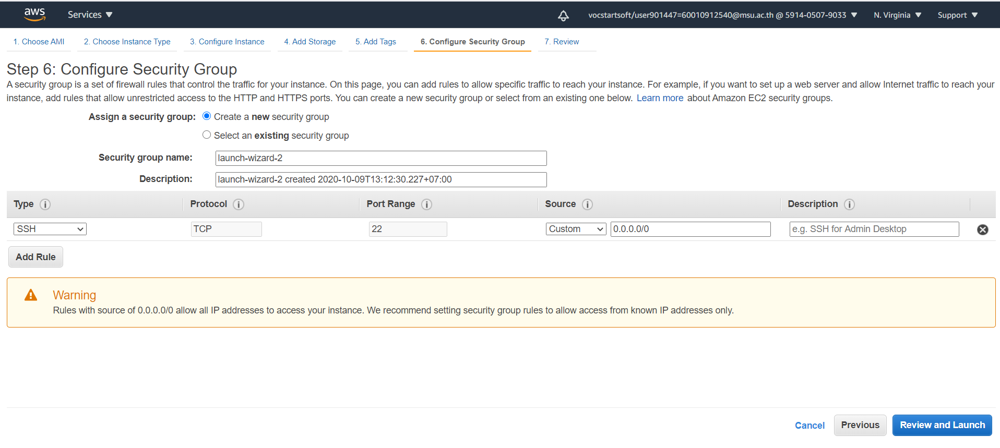 aws Services vocstartsoft/user901447=60010912540@msu.ac.th @ 5914-0507-9033 N. Virginia Support
1. Choose AMI 2. Choose Instance Type 3. Configure Instance 4. Add Storage 5. Add Tags 6. Configure Security Group 7. Review
Step 6: Configure Security Group
A security group is a set of firewall rules that control the traffic for your instance. On this page, you can add rules to allow specific traffic to reach your instance. For example, if you want to set up a web server and allow Internet traffic to reach your
instance, add rules that allow unrestricted access to the HTTP and HTTPS ports. You can create a new security group or select from an existing one below. Learn more about Amazon EC2 security groups.
Assign a security group: Create a new security group
Select an existing security group
Security group name: launch-wizard-2
Description: launch-wizard-2 created 2020-10-09T13:12:30.227+07:00
Type i Protocol i Port Range i Source i Description i
SSH TCP 22 Custom 0.0.0.0/0 e.g. SSH for Admin Desktop
Add Rule
Warning
Rules with source of 0.0.0.0/0 allow all IP addresses to access your instance. We recommend setting security group rules to allow access from known IP addresses only.
Cancel Previous Review and Launch